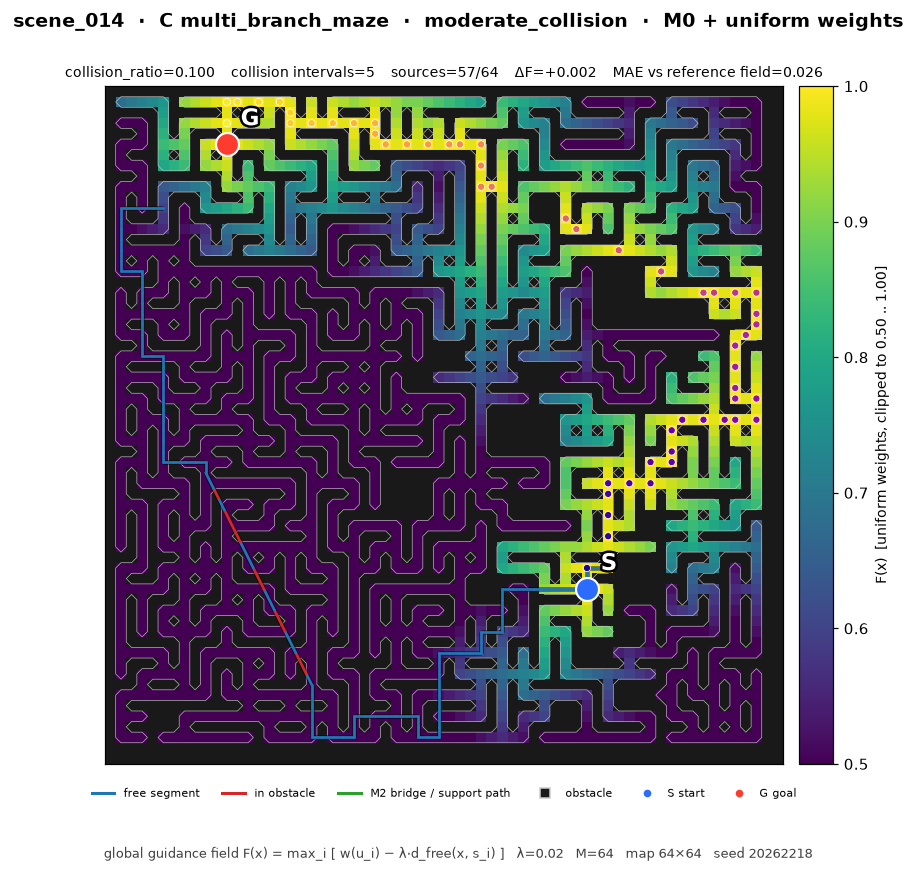 scene_014 · C multi_branch_maze · moderate_collision · M0 + uniform weights
collision_ratio=0.100 collision intervals=5 sources=57/64 ΔF=+0.002 MAE vs reference field=0.026
G
S
1.0
0.9
0.8
0.7
0.6
0.5
F(x) [uniform weights, clipped to 0.50 .. 1.00]
free segment in obstacle M2 bridge / support path obstacle S start G goal
global guidance field F(x) = max_i [ w(u_i) − λ·d_free(x, s_i) ] λ=0.02 M=64 map 64×64 seed 20262218